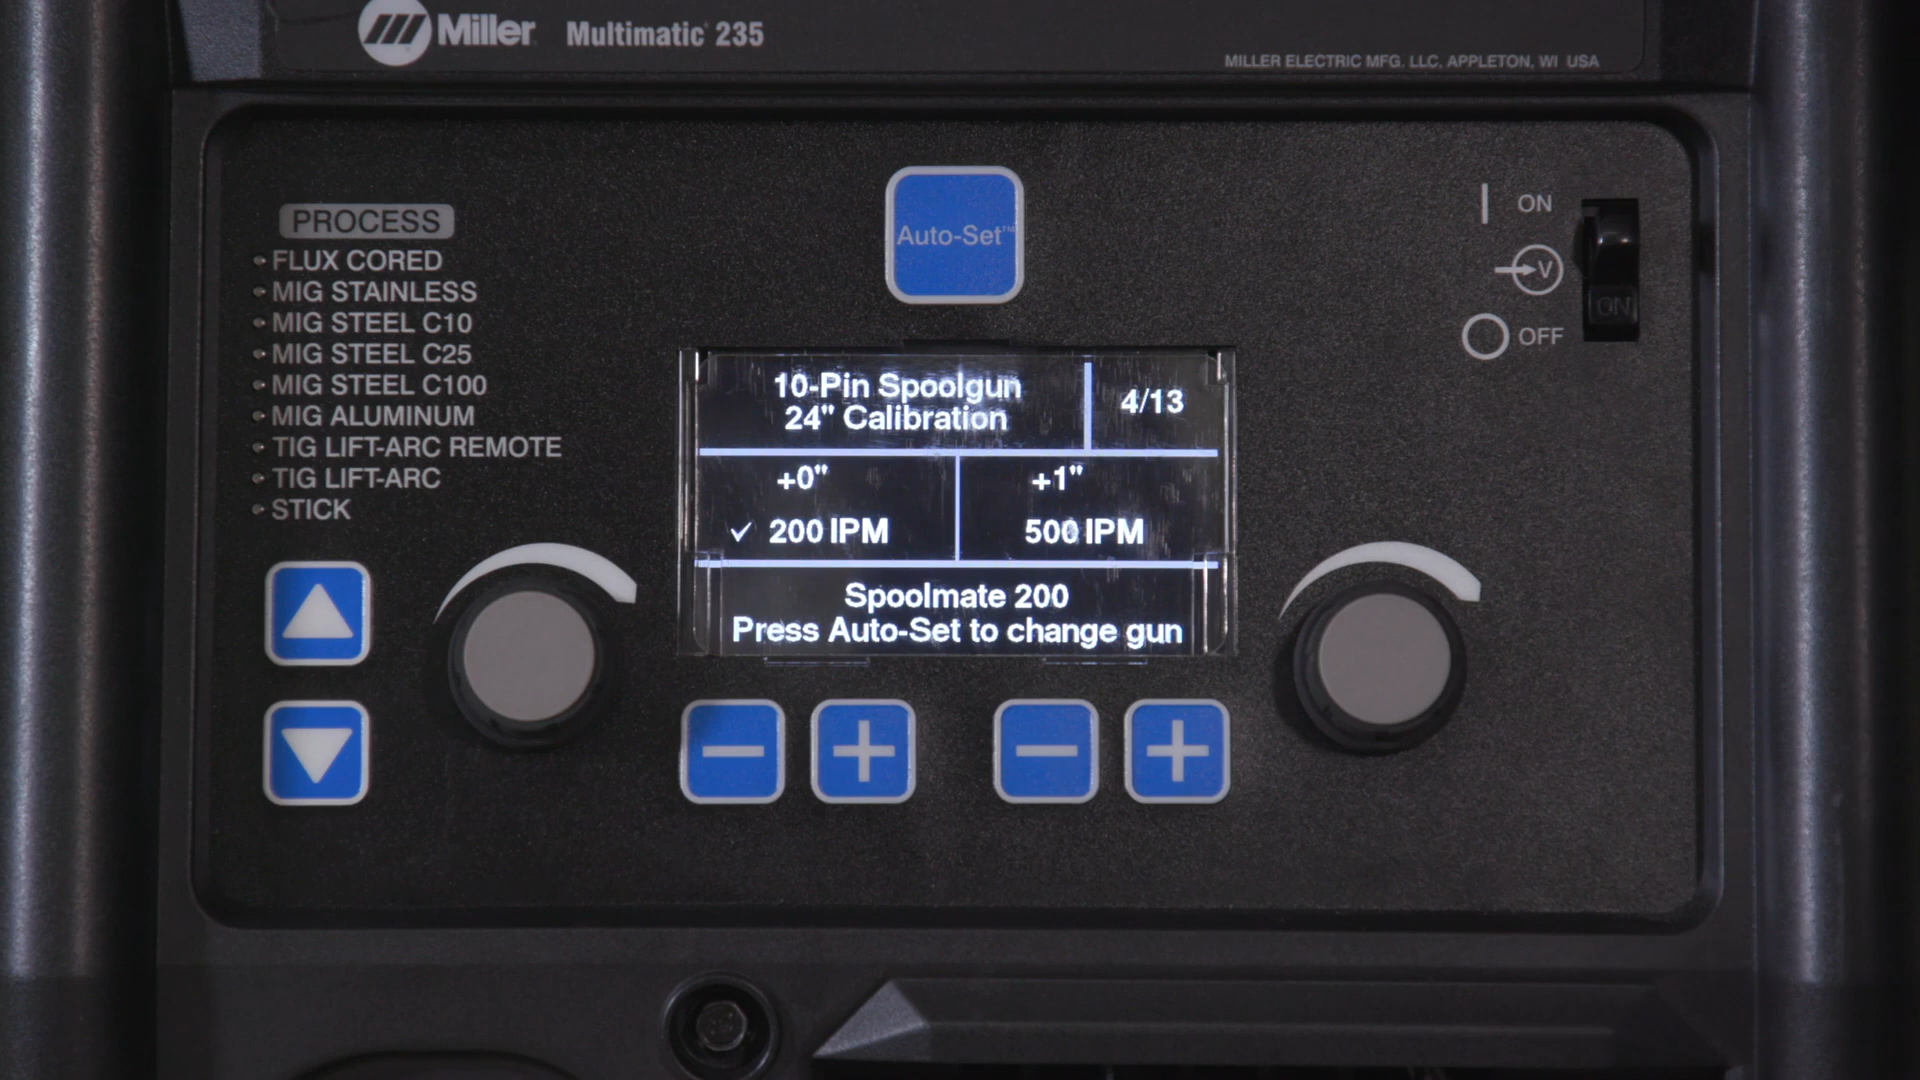 Miller Multimatic® 235
MILLER ELECTRIC MFG. LLC. APPLETON, WI USA
Auto-Set™
PROCESS
• FLUX CORED
• MIG STAINLESS
• MIG STEEL C10
• MIG STEEL C25
• MIG STEEL C100
• MIG ALUMINUM
• TIG LIFT-ARC REMOTE
• TIG LIFT-ARC
• STICK
ON
V
ON
OFF
10-Pin Spoolgun
24" Calibration
4/13
+0"
✓ 200 IPM
+1"
500 IPM
Spoolmate 200
Press Auto-Set to change gun